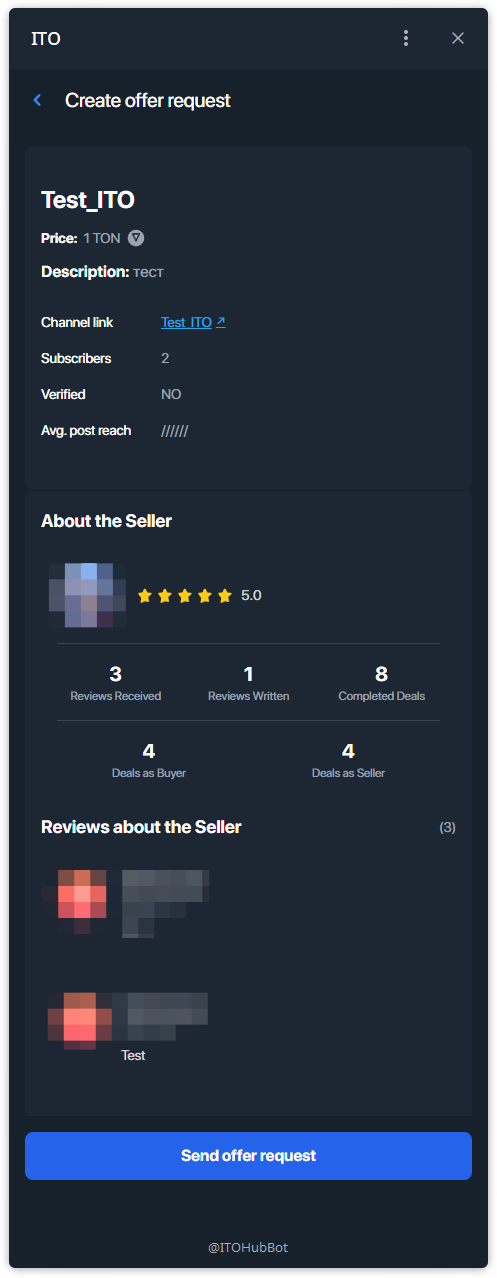 ITO
Create offer request
Test_ITO
Price: 1 TON
Description: тест
Channel link Test_ITO ↗
Subscribers 2
Verified NO
Avg. post reach //////
About the Seller
5.0
3 1 8
Reviews Received Reviews Written Completed Deals
4 4
Deals as Buyer Deals as Seller
Reviews about the Seller (3)
Test
Send offer request
@ITOHubBot